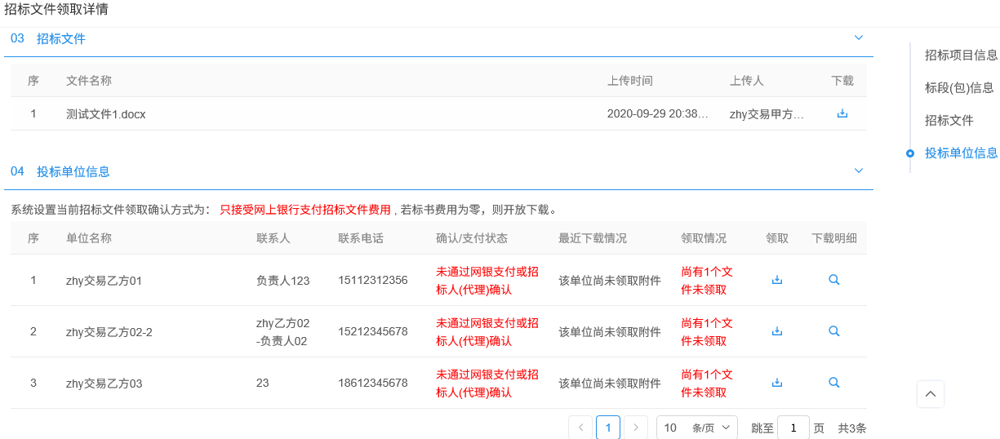 招标文件领取详情
03 招标文件
序 文件名称 上传时间 上传人 下载
1 测试文件1.docx 2020-09-29 20:38... zhy交易甲方...
04 投标单位信息
系统设置当前招标文件领取确认方式为： 只接受网上银行支付招标文件费用 , 若标书费用为零，则开放下载。
序 单位名称 联系人 联系电话 确认/支付状态 最近下载情况 领取情况 领取 下载明细
1 zhy交易乙方01 负责人123 15112312356 未通过网银支付或招 该单位尚未领取附件 尚有1个文
标人(代理)确认 件未领取
2 zhy交易乙方02-2 zhy乙方02 15212345678 未通过网银支付或招 该单位尚未领取附件 尚有1个文
-负责人02 标人(代理)确认 件未领取
3 zhy交易乙方03 23 18612345678 未通过网银支付或招 该单位尚未领取附件 尚有1个文
标人(代理)确认 件未领取
1 10 条/页 跳至 1 页 共3条
招标项目信息
标段(包)信息
招标文件
投标单位信息